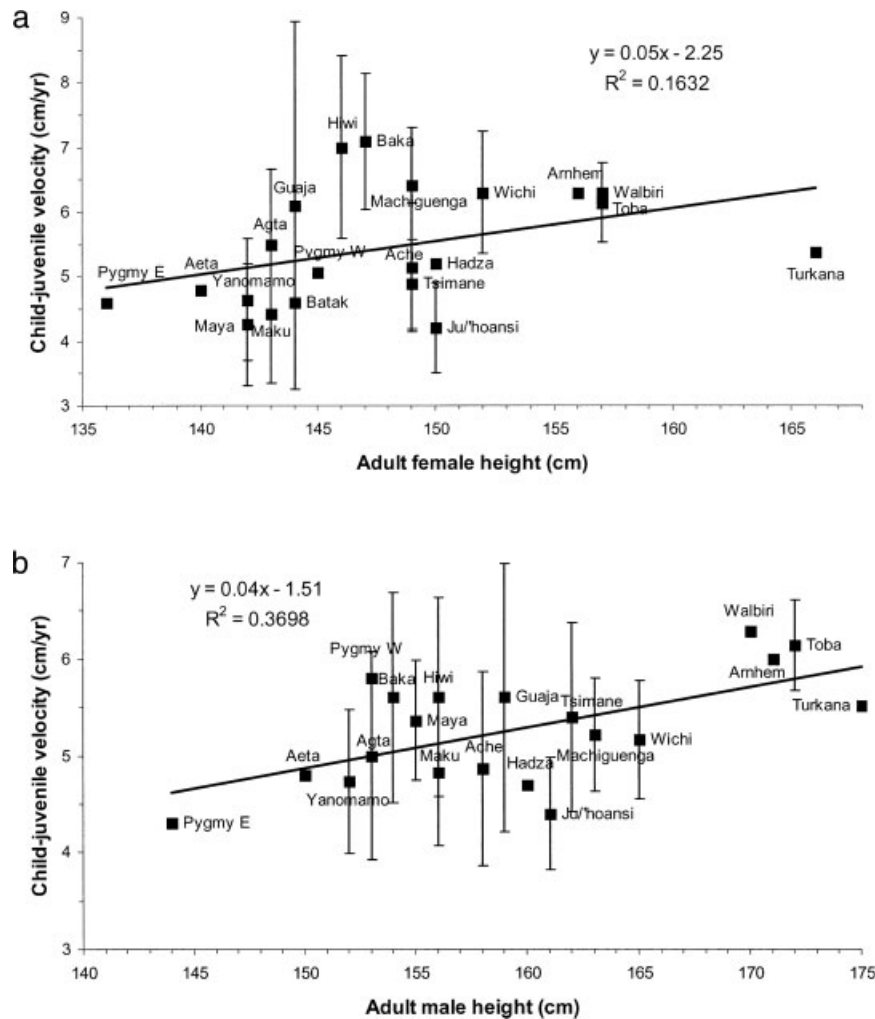 a
y = 0.05x - 2.25
R² = 0.1632
Child-juvenile velocity (cm/yr)
9
8
7
6
5
4
3
Hiwi
Baka
Guaja
Machiguenga
Wichi
Arnhem
Walbiri
Toba
Agta
Pygmy W
Ache
Hadza
Turkana
Pygmy E
Aeta
Yanomamo
Tsimane
Batak
Maya
Maku
Ju/'hoansi
135 140 145 150 155 160 165
Adult female height (cm)
b
y = 0.04x - 1.51
R² = 0.3698
Child-juvenile velocity (cm/yr)
7
6
5
4
3
Walbiri
Toba
Arnhem
Pygmy W
Baka
Hiwi
Guaja
Tsimane
Turkana
Maya
Agta
Aeta
Maku
Ache
Machiguenga
Wichi
Hadza
Yanomamo
Pygmy E
Ju/'hoansi
140 145 150 155 160 165 170 175
Adult male height (cm)